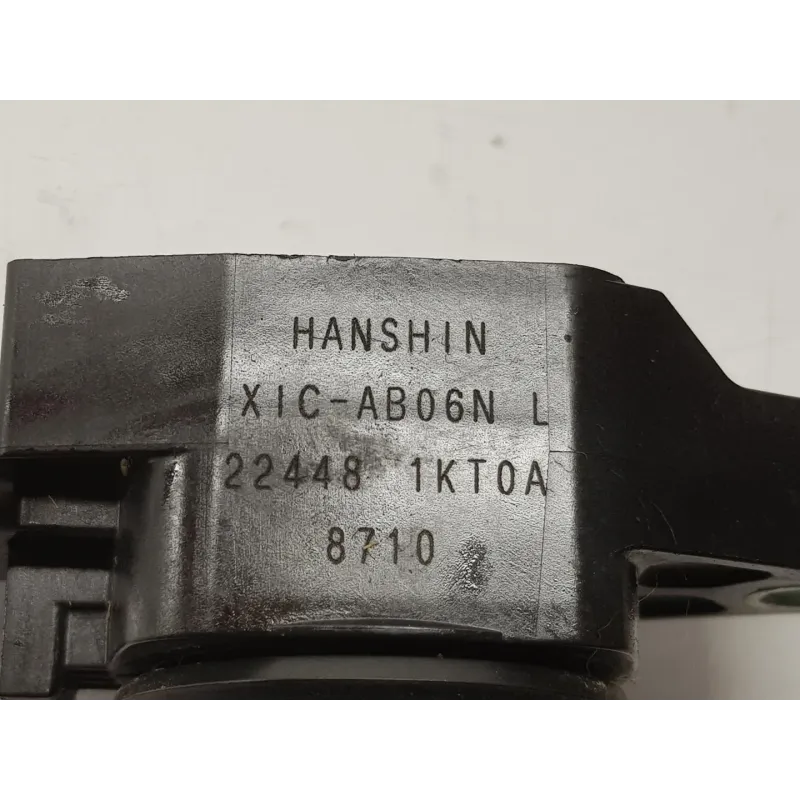 HANSHIN
XIC-AB06N L
22448 1KT0A
8710